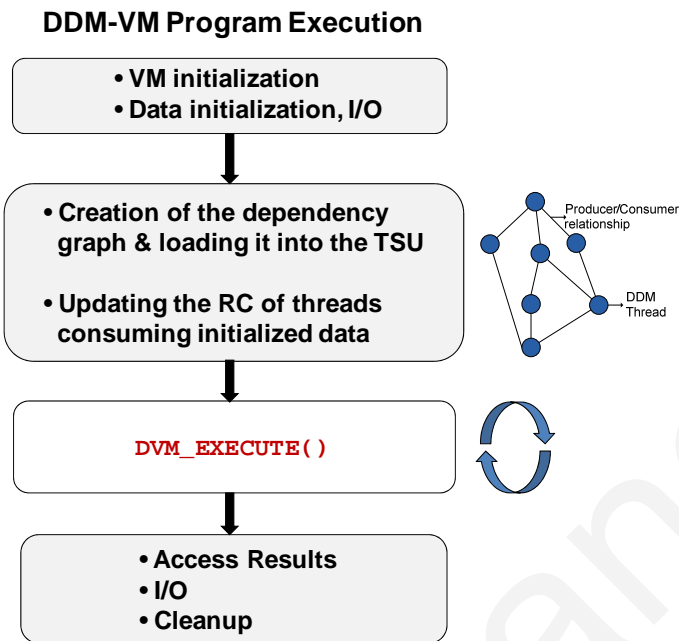 DDM-VM Program Execution
• VM initialization
• Data initialization, I/O
• Creation of the dependency
graph & loading it into the TSU
• Updating the RC of threads
consuming initialized data
Producer/Consumer
relationship
DDM
Thread
DVM_EXECUTE()
• Access Results
• I/O
• Cleanup